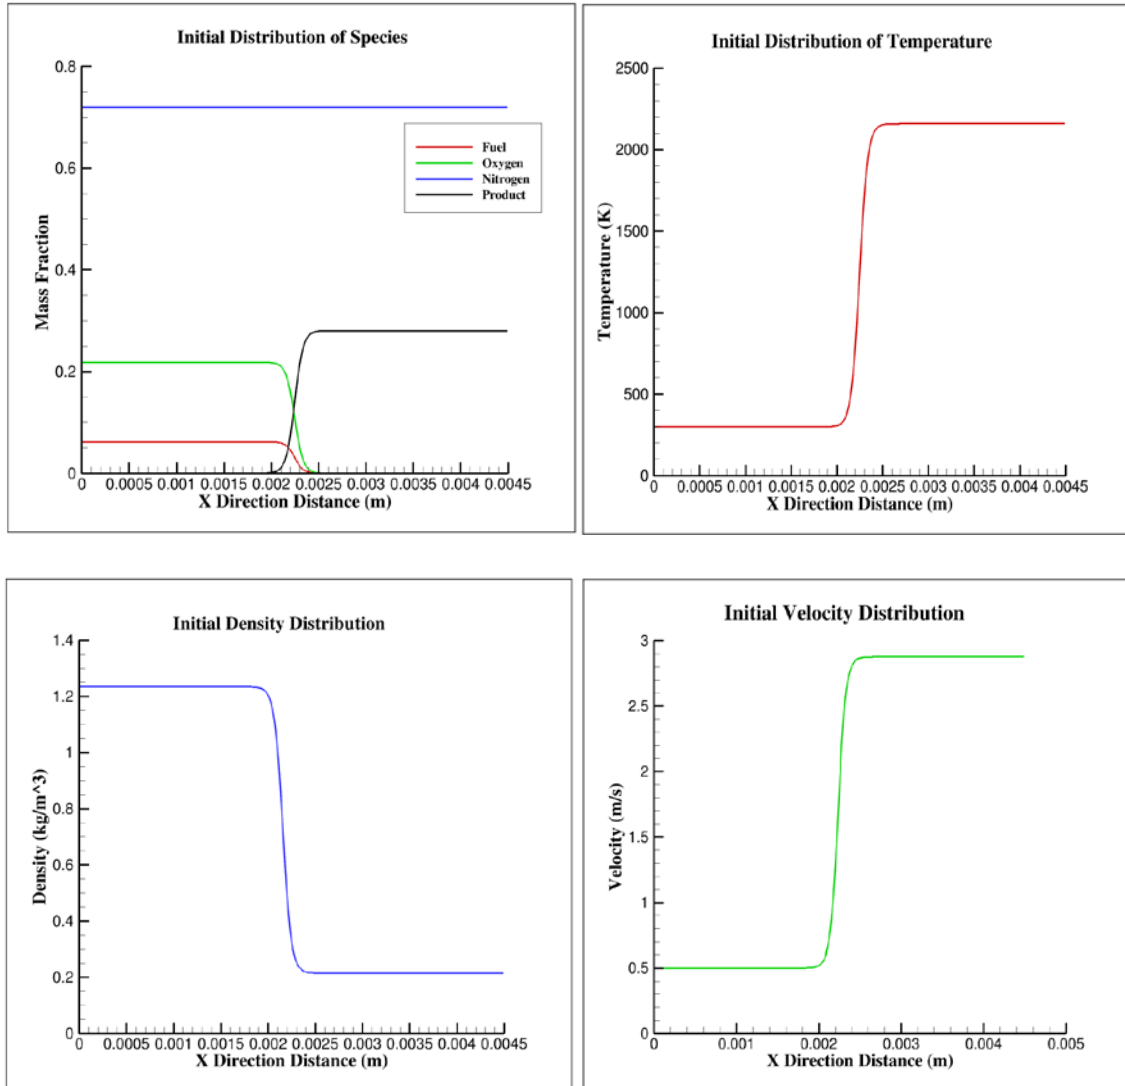 Initial Distribution of Species
0.8
0.6
0.4
0.2
0
Mass Fraction
Fuel
Oxygen
Nitrogen
Product
0 0.0005 0.001 0.0015 0.002 0.0025 0.003 0.0035 0.004 0.0045
X Direction Distance (m)
Initial Distribution of Temperature
2500
2000
1500
1000
500
0
Temperature (K)
0 0.0005 0.001 0.0015 0.002 0.0025 0.003 0.0035 0.004 0.0045
X Direction Distance (m)
Initial Density Distribution
1.4
1.2
1
0.8
0.6
0.4
0.2
0
Density (kg/m^3)
0 0.0005 0.001 0.0015 0.002 0.0025 0.003 0.0035 0.004 0.0045
X Direction Distance (m)
Initial Velocity Distribution
3
2.5
2
1.5
1
0.5
0
Velocity (m/s)
0 0.001 0.002 0.003 0.004 0.005
X Direction Distance (m)